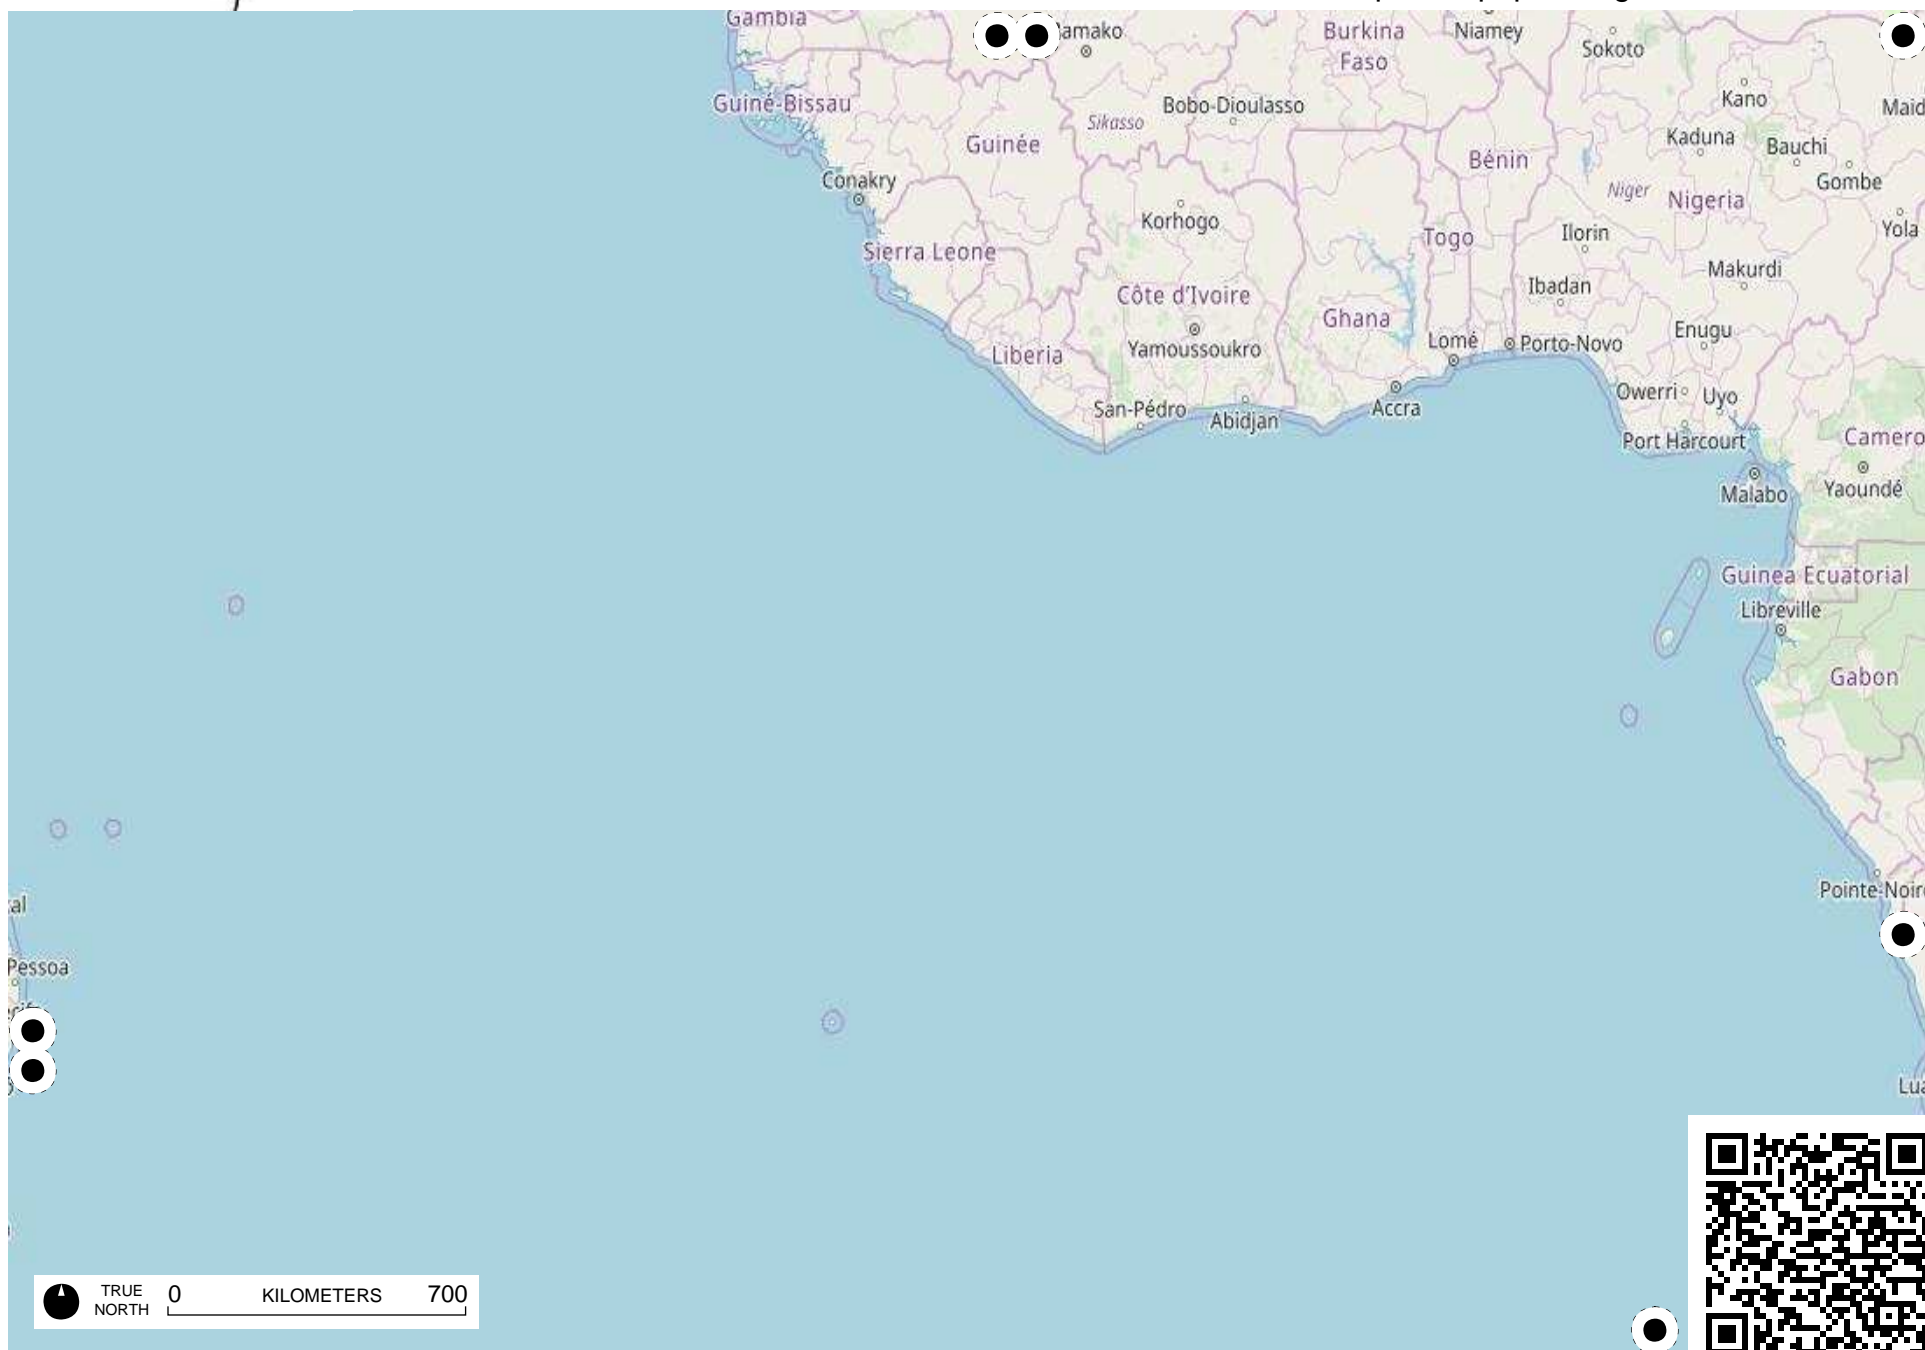 Gambia
amako
Burkina
Faso
Niamey
Sokoto
Guiné-Bissau
Bobo-Dioulasso
Kano
Maid
Sikasso
Guinée
Kaduna
Bauchi
Bénin
Conakry
Niger
Nigeria
Gombe
Korhogo
Togo
Ilorin
Yola
Sierra Leone
Makurdi
Côte d'Ivoire
Ibadan
Ghana
Enugu
Yamoussoukro
Liberia
Lomé
Porto-Novo
San-Pédro
Abidjan
Accra
Owerri
Uyo
Port Harcourt
Camero
Malabo
Yaoundé
Guinea Ecuatorial
Libreville
Gabon
Pointe-Noire
al
Pessoa
Lua
TRUE
NORTH
0
KILOMETERS
700